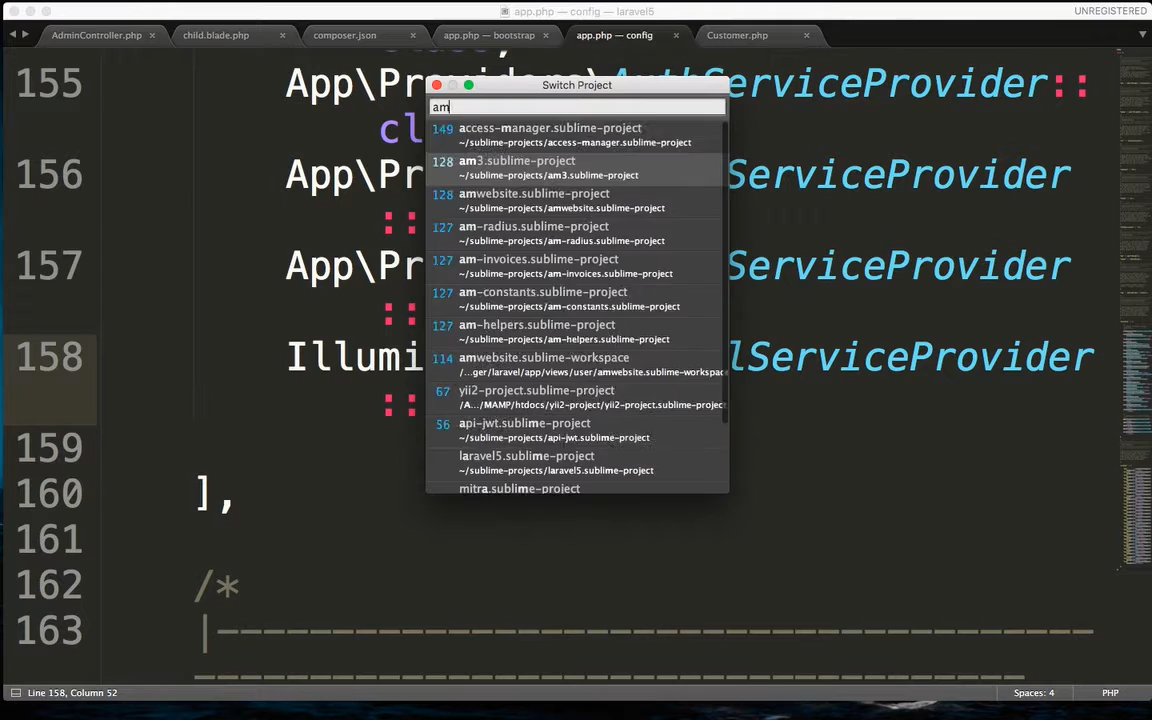 app.php — config — laravel5
UNREGISTERED
AdminController.php
child.blade.php
composer.json
app.php — bootstrap
app.php — config
Customer.php
155 App\Providers\AuthServiceProvider::
cl
156 App\Pr ServiceProvider
::
157 App\Pr ServiceProvider
::
158 Illumi lServiceProvider
::
159
160 ],
161
162 /*
163 |--------------------------------------
------------------------------------
Switch Project
am
149 access-manager.sublime-project
~/sublime-projects/access-manager.sublime-project
128 am3.sublime-project
~/sublime-projects/am3.sublime-project
128 amwebsite.sublime-project
~/sublime-projects/amwebsite.sublime-project
127 am-radius.sublime-project
~/sublime-projects/am-radius.sublime-project
127 am-invoices.sublime-project
~/sublime-projects/am-invoices.sublime-project
127 am-constants.sublime-project
~/sublime-projects/am-constants.sublime-project
127 am-helpers.sublime-project
~/sublime-projects/am-helpers.sublime-project
114 amwebsite.sublime-workspace
/...ger/laravel/app/views/user/amwebsite.sublime-workspac
67 yii2-project.sublime-project
/A.../MAMP/htdocs/yii2-project/yii2-project.sublime-project
56 api-jwt.sublime-project
~/sublime-projects/api-jwt.sublime-project
laravel5.sublime-project
~/sublime-projects/laravel5.sublime-project
mitra.sublime-project
Line 158, Column 52
Spaces: 4
PHP